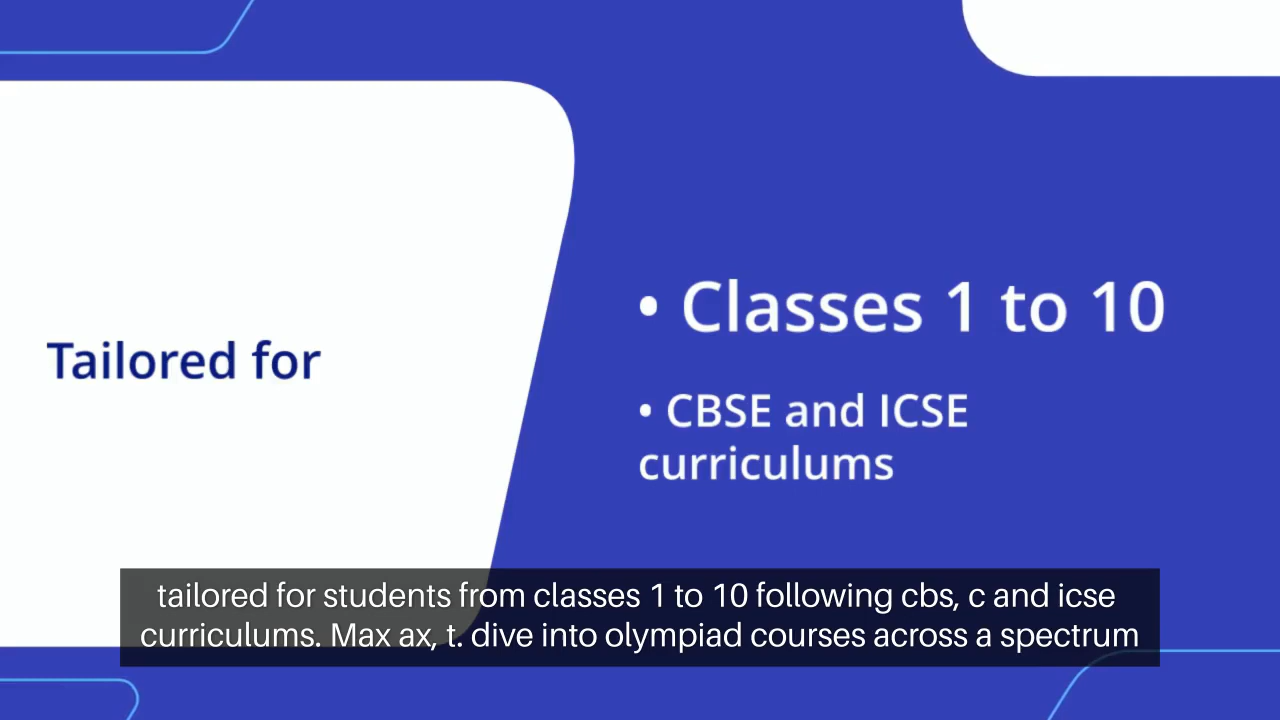 Tailored for
• Classes 1 to 10
• CBSE and ICSE
curriculums
tailored for students from classes 1 to 10 following cbs, c and icse
curriculums. Max ax, t. dive into olympiad courses across a spectrum